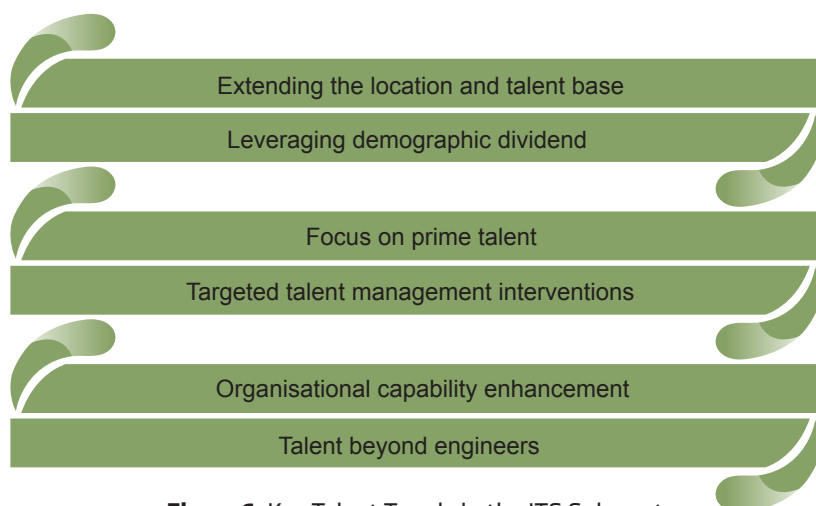 Extending the location and talent base
Leveraging demographic dividend
Focus on prime talent
Targeted talent management interventions
Organisational capability enhancement
Talent beyond engineers